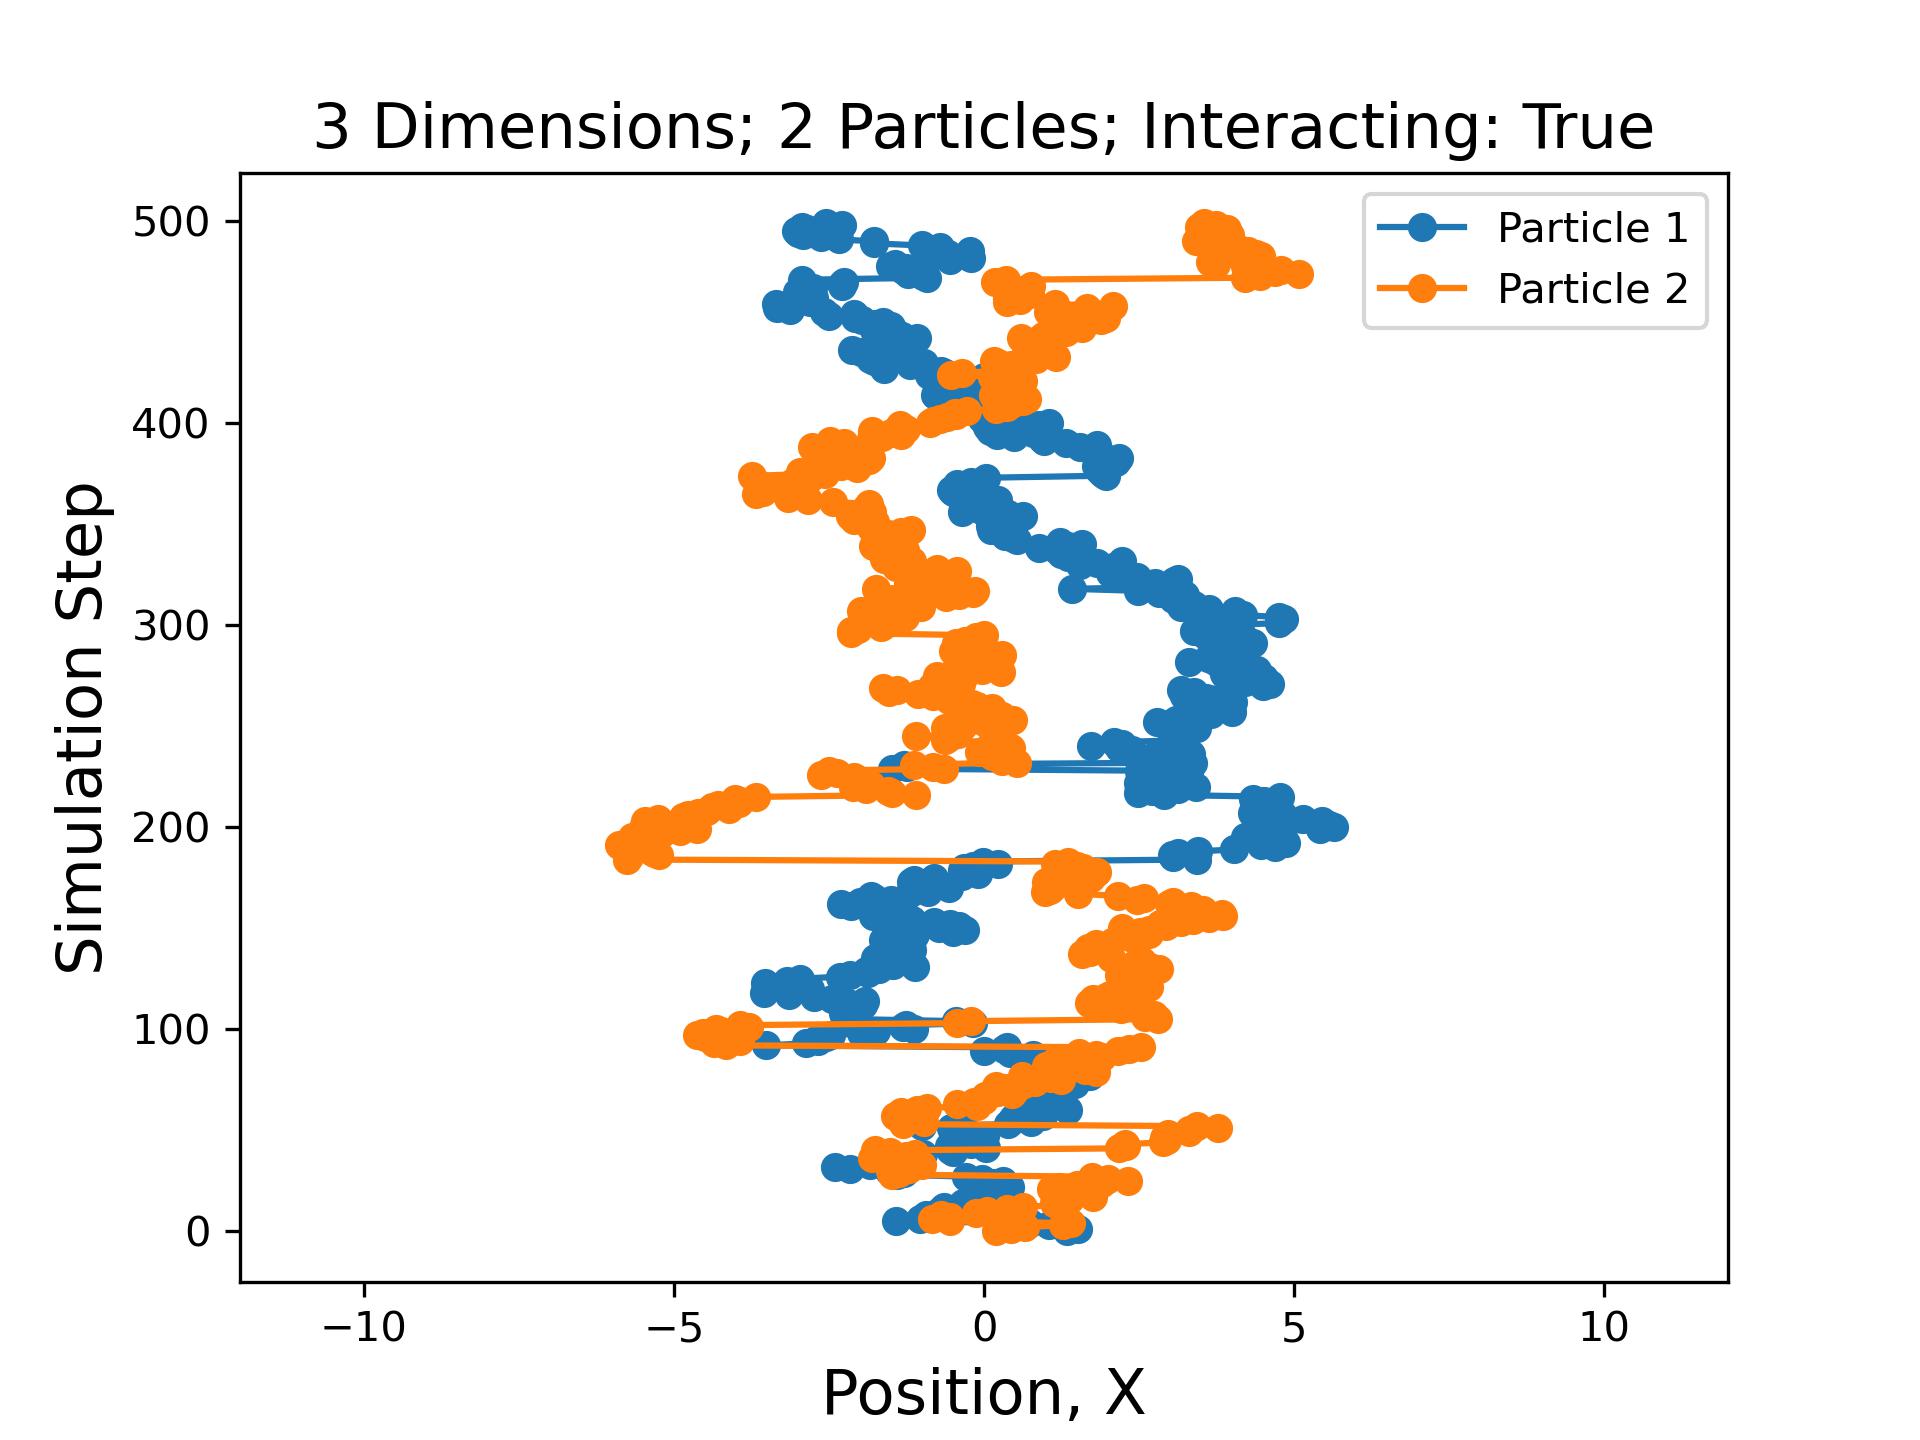 3 Dimensions; 2 Particles; Interacting: True
Particle 1
Particle 2
Simulation Step
500
400
300
200
100
0
−10
−5
0
5
10
Position, X